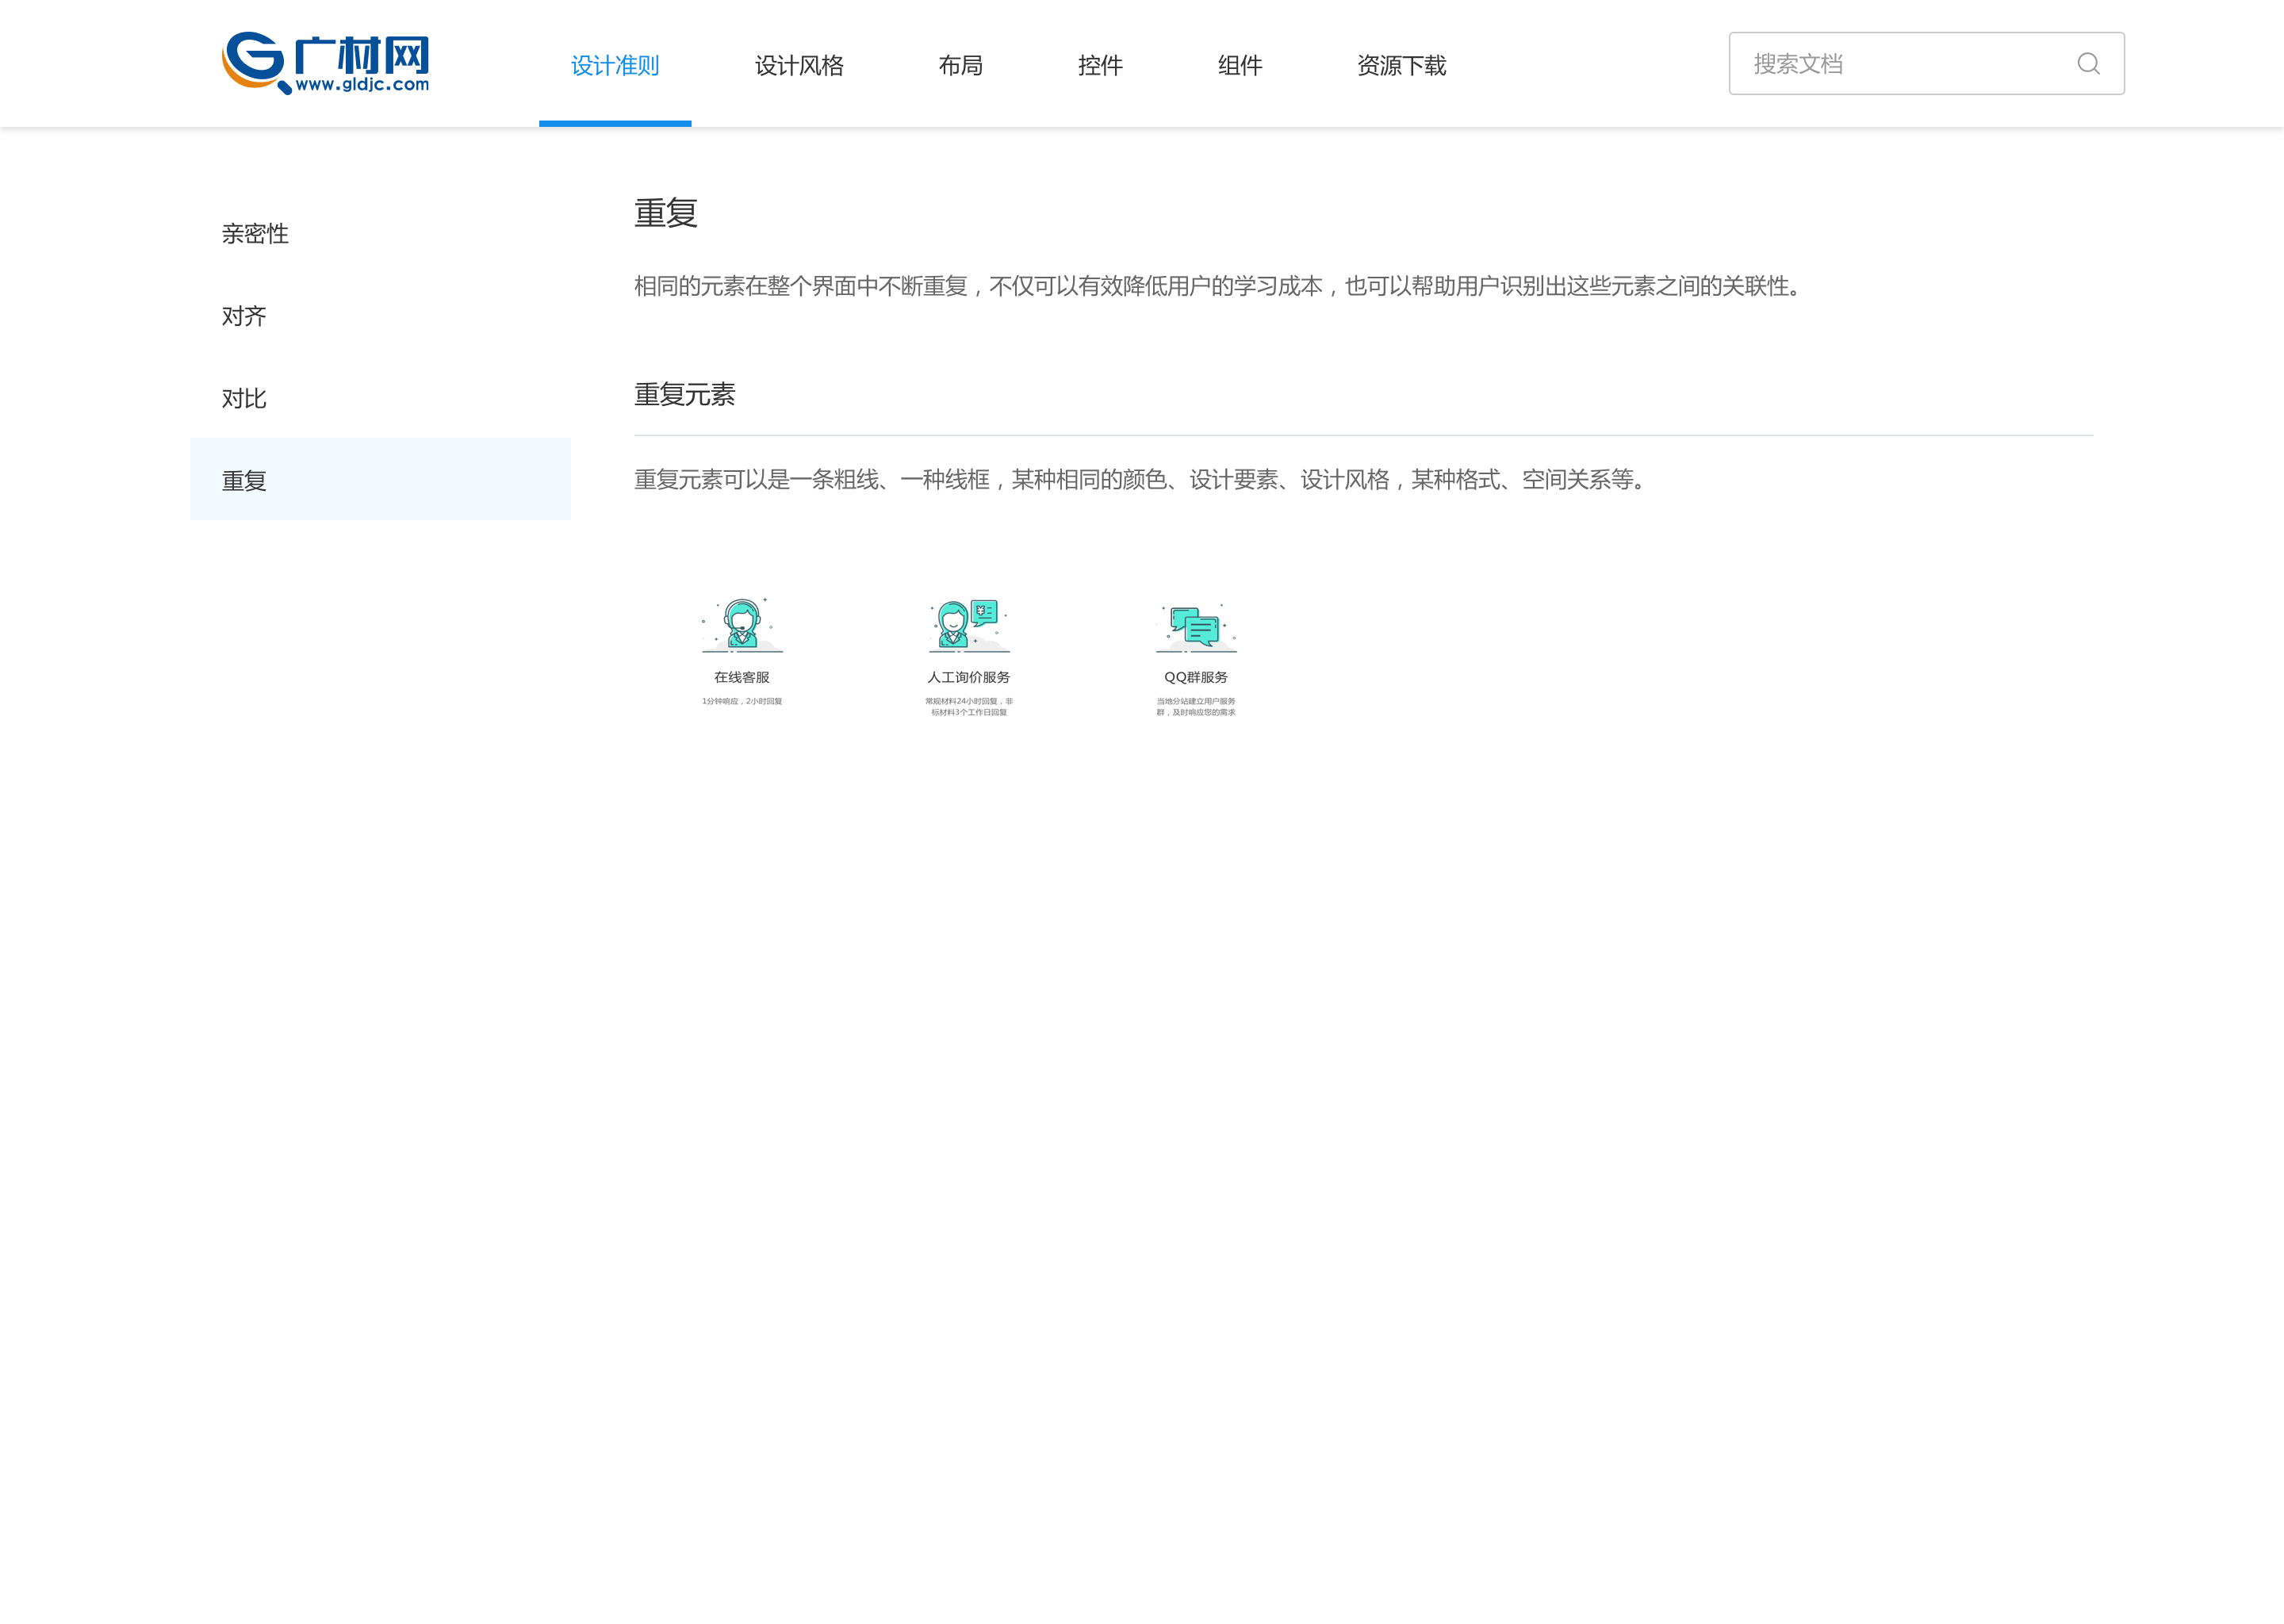 广材网
www.gldjc.com
设计准则
设计风格
布局
控件
组件
资源下载
搜索文档
亲密性
对齐
对比
重复
重复
相同的元素在整个界面中不断重复，不仅可以有效降低用户的学习成本，也可以帮助用户识别出这些元素之间的关联性。
重复元素
重复元素可以是一条粗线、一种线框，某种相同的颜色、设计要素、设计风格，某种格式、空间关系等。
在线客服
1分钟响应，2小时回复
¥
人工询价服务
常规材料24小时回复，非
标材料3个工作日回复
QQ群服务
当地分站建立用户服务
群，及时响应您的需求